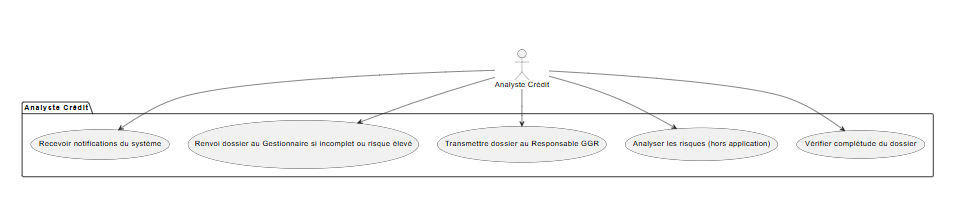 Analyste Crédit
Analyste Crédit
Recevoir notifications du système
Renvoi dossier au Gestionnaire si incomplet ou risque élevé
Transmettre dossier au Responsable GGR
Analyser les risques (hors application)
Vérifier complétude du dossier